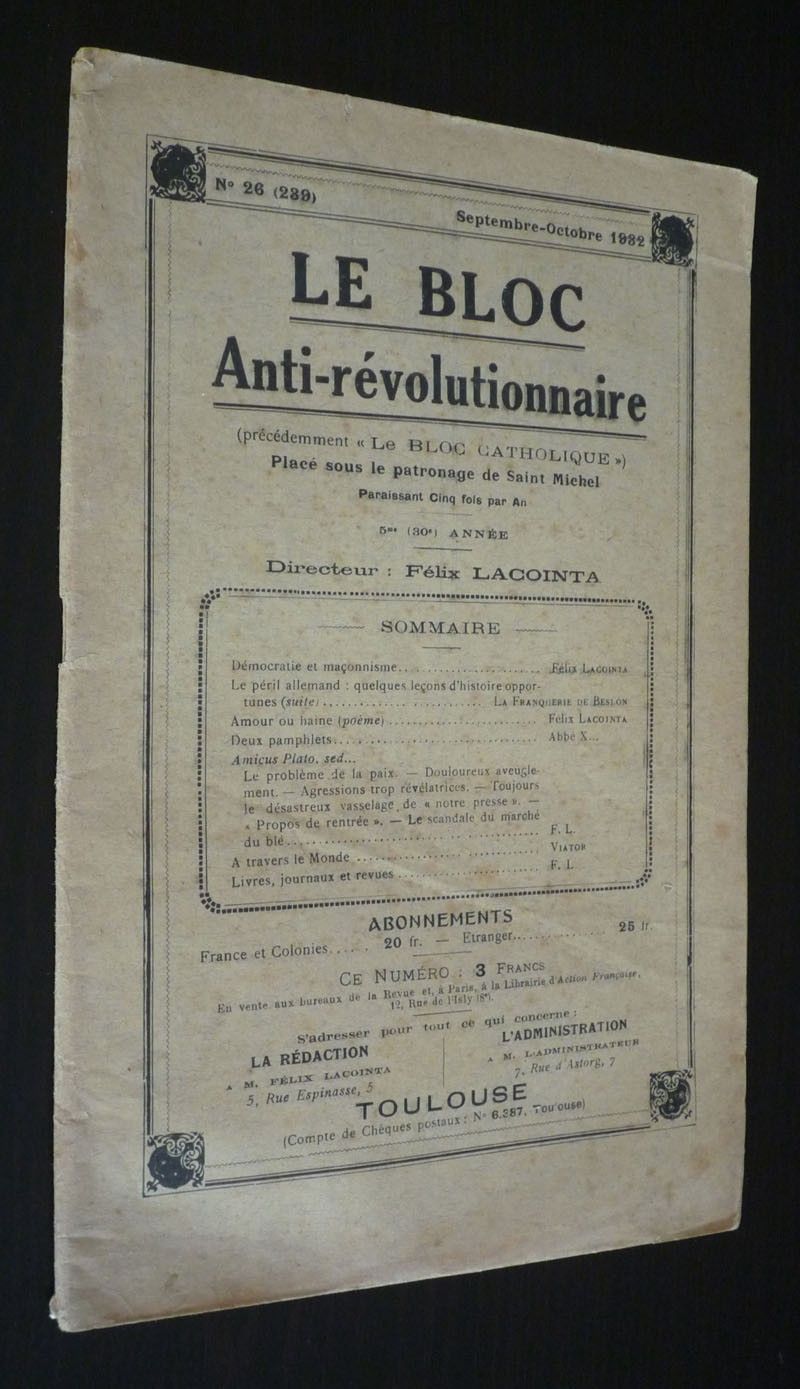 N° 26 (239)
Septembre-Octobre 1932
LE BLOC
Anti-révolutionnaire
(précédemment « Le BLOC CATHOLIQUE »)
Placé sous le patronage de Saint Michel
Paraissant Cinq fois par An
5me (30e) ANNÉE
Directeur : Félix LACOINTA
SOMMAIRE
Démocratie et maçonnisme........................ Félix LACOINTA
Le péril allemand : quelques leçons d'histoire oppor-
tunes (suite)........................ LA FRANQUERIE DE BESLON
Amour ou haine (poème)........................ Félix LACOINTA
Deux pamphlets........................ Abbé X...
Amicus Plato, sed...
Le problème de la paix. — Douloureux aveugle-
ment. — Agressions trop révélatrices. — Toujours
le désastreux vasselage de « notre presse ». —
« Propos de rentrée ». — Le scandale du marché
du blé........................ F. L.
A travers le Monde........................ VIATOR
Livres, journaux et revues........................ F. L.
ABONNEMENTS
France et Colonies...... 20 fr. — Etranger............ 25 fr.
CE NUMÉRO : 3 FRANCS
En vente aux bureaux de la Revue et, à Paris, à la Librairie d'Action Française,
12, Rue de l'Isly (8e).
S'adresser pour tout ce qui concerne :
LA RÉDACTION
A M. FÉLIX LACOINTA
5, Rue Espinasse, 5
L'ADMINISTRATION
A M. L'ADMINISTRATEUR
7, Rue d'Astorg, 7
TOULOUSE
(Compte de Chèques postaux : N° 6.387, Toulouse)